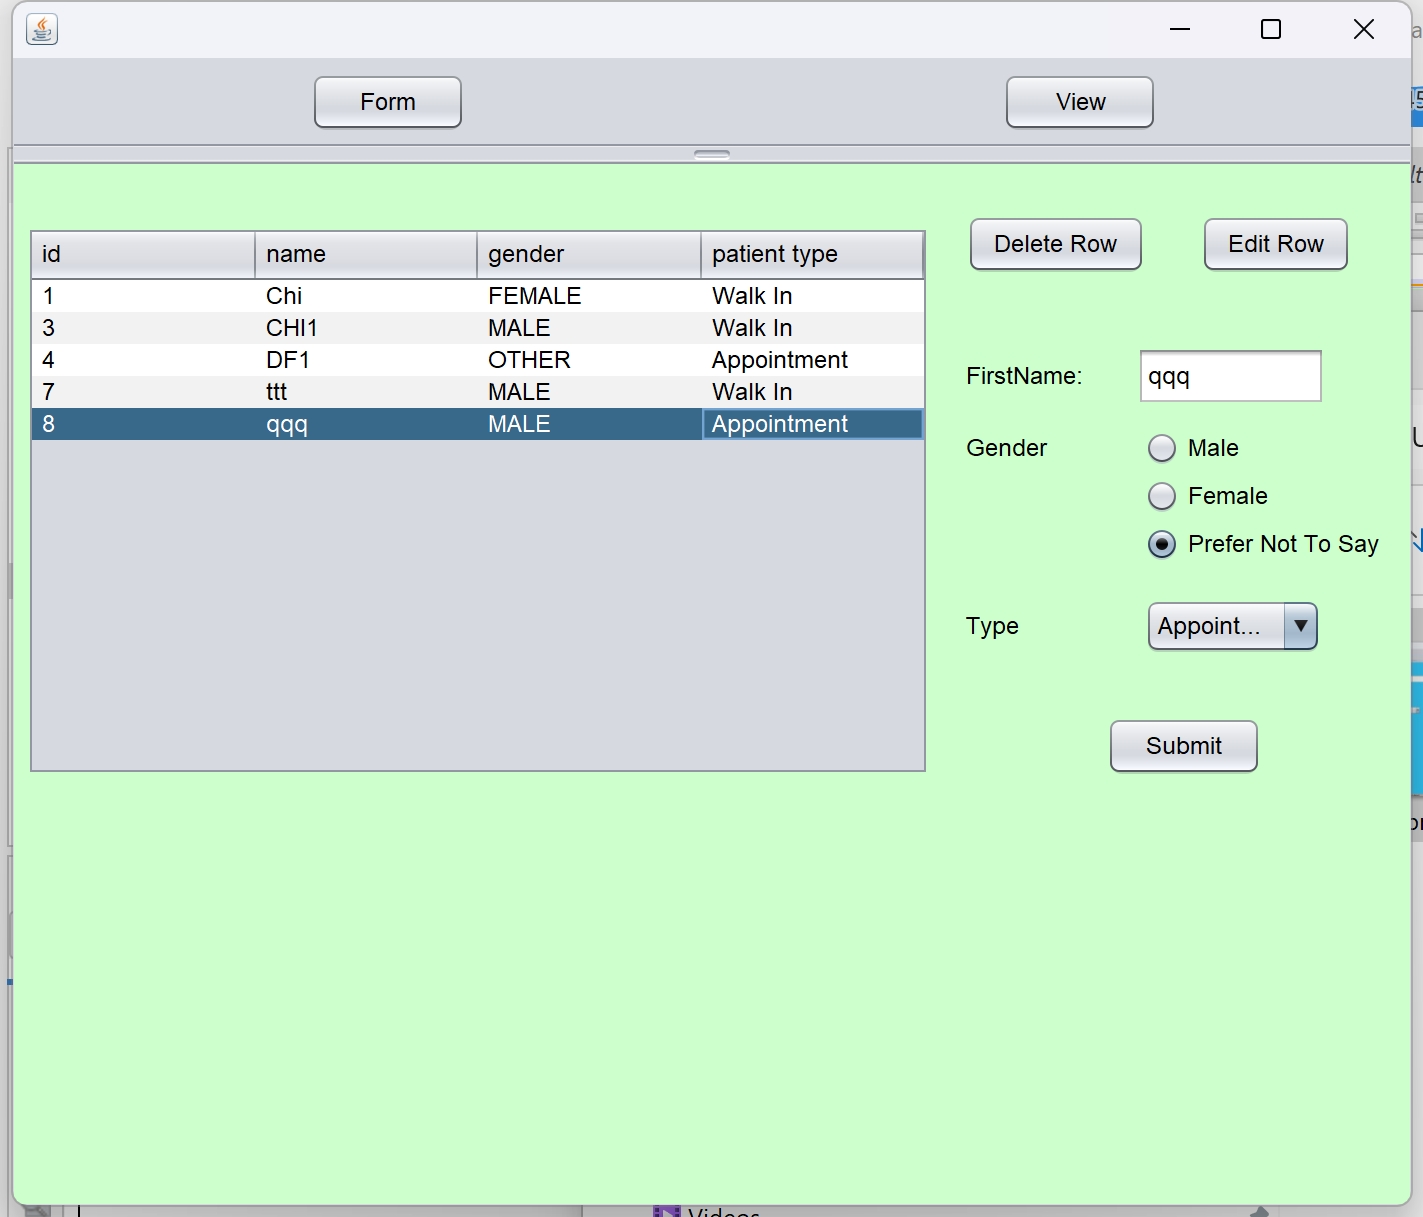 Form View
id name gender patient type
1 Chi FEMALE Walk In
3 CHI1 MALE Walk In
4 DF1 OTHER Appointment
7 ttt MALE Walk In
8 qqq MALE Appointment
Delete Row Edit Row
FirstName: qqq
Gender Male
Female
Prefer Not To Say
Type Appoint...
Submit